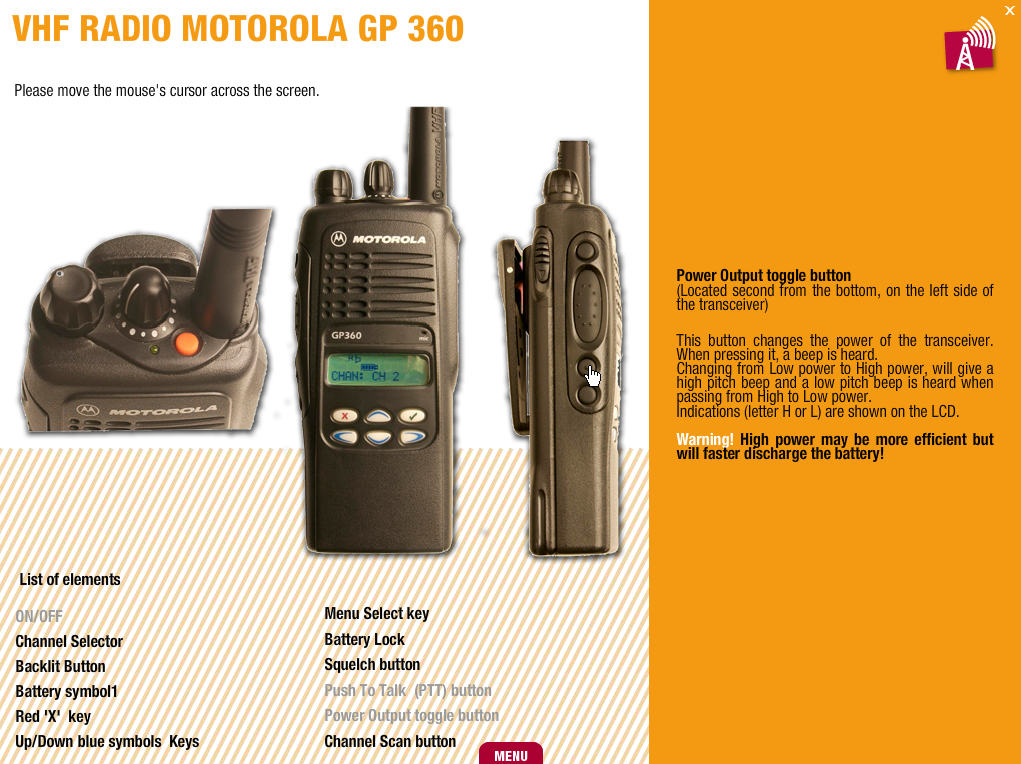 VHF RADIO MOTOROLA GP 360
X
Please move the mouse's cursor across the screen.
MOTOROLA
GP360
mic
CHAN: CH 2
X
MOTOROLA
Power Output toggle button
(Located second from the bottom, on the left side of
the transceiver)
This button changes the power of the transceiver.
When pressing it, a beep is heard.
Changing from Low power to High power, will give a
high pitch beep and a low pitch beep is heard when
passing from High to Low power.
Indications (letter H or L) are shown on the LCD.
Warning! High power may be more efficient but
will faster discharge the battery!
List of elements
ON/OFF
Channel Selector
Backlit Button
Battery symbol1
Red 'X'  key
Up/Down blue symbols  Keys
Menu Select key
Battery Lock
Squelch button
Push To Talk  (PTT) button
Power Output toggle button
Channel Scan button
MENU